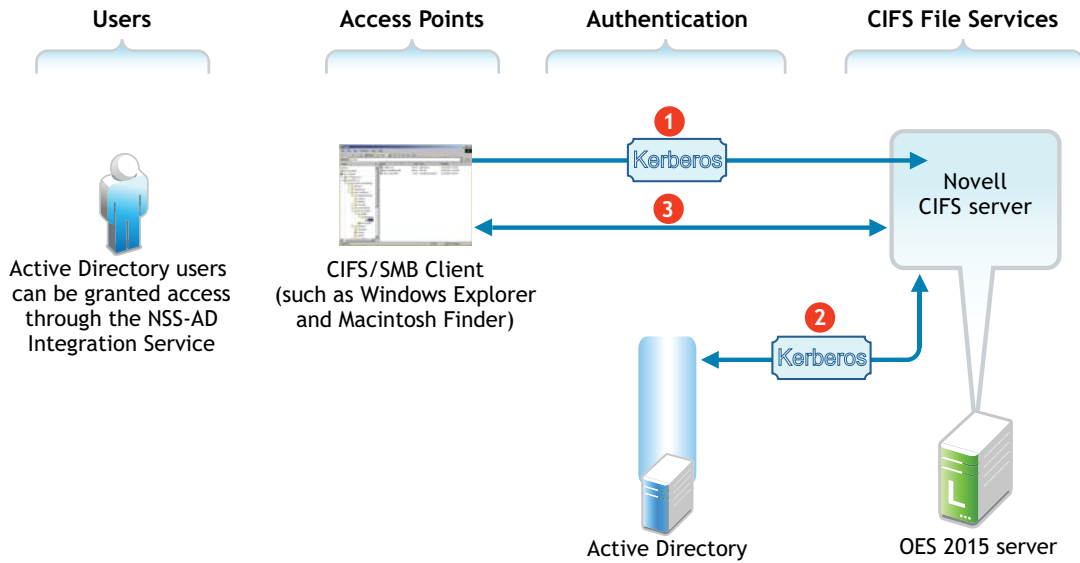 Users
Access Points
Authentication
CIFS File Services
1
Kerberos
Novell
CIFS server
3
Active Directory users
can be granted access
through the NSS-AD
Integration Service
CIFS/SMB Client
(such as Windows Explorer
and Macintosh Finder)
2
Kerberos
L
Active Directory
OES 2015 server